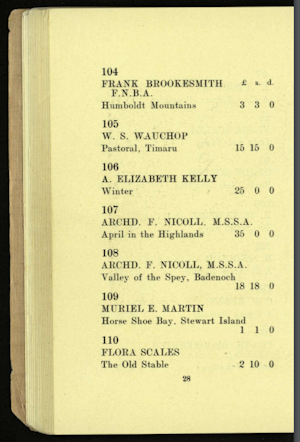 104
FRANK BROOKESMITH £ s. d.
F.N.B.A.
Humboldt Mountains 3 3 0
105
W. S. WAUCHOP
Pastoral, Timaru 15 15 0
106
A. ELIZABETH KELLY
Winter 25 0 0
107
ARCHD. F. NICOLL, M.S.S.A.
April in the Highlands 35 0 0
108
ARCHD. F. NICOLL, M.S.S.A.
Valley of the Spey, Badenoch
18 18 0
109
MURIEL E. MARTIN
Horse Shoe Bay, Stewart Island
1 1 0
110
FLORA SCALES
The Old Stable 2 10 0
28